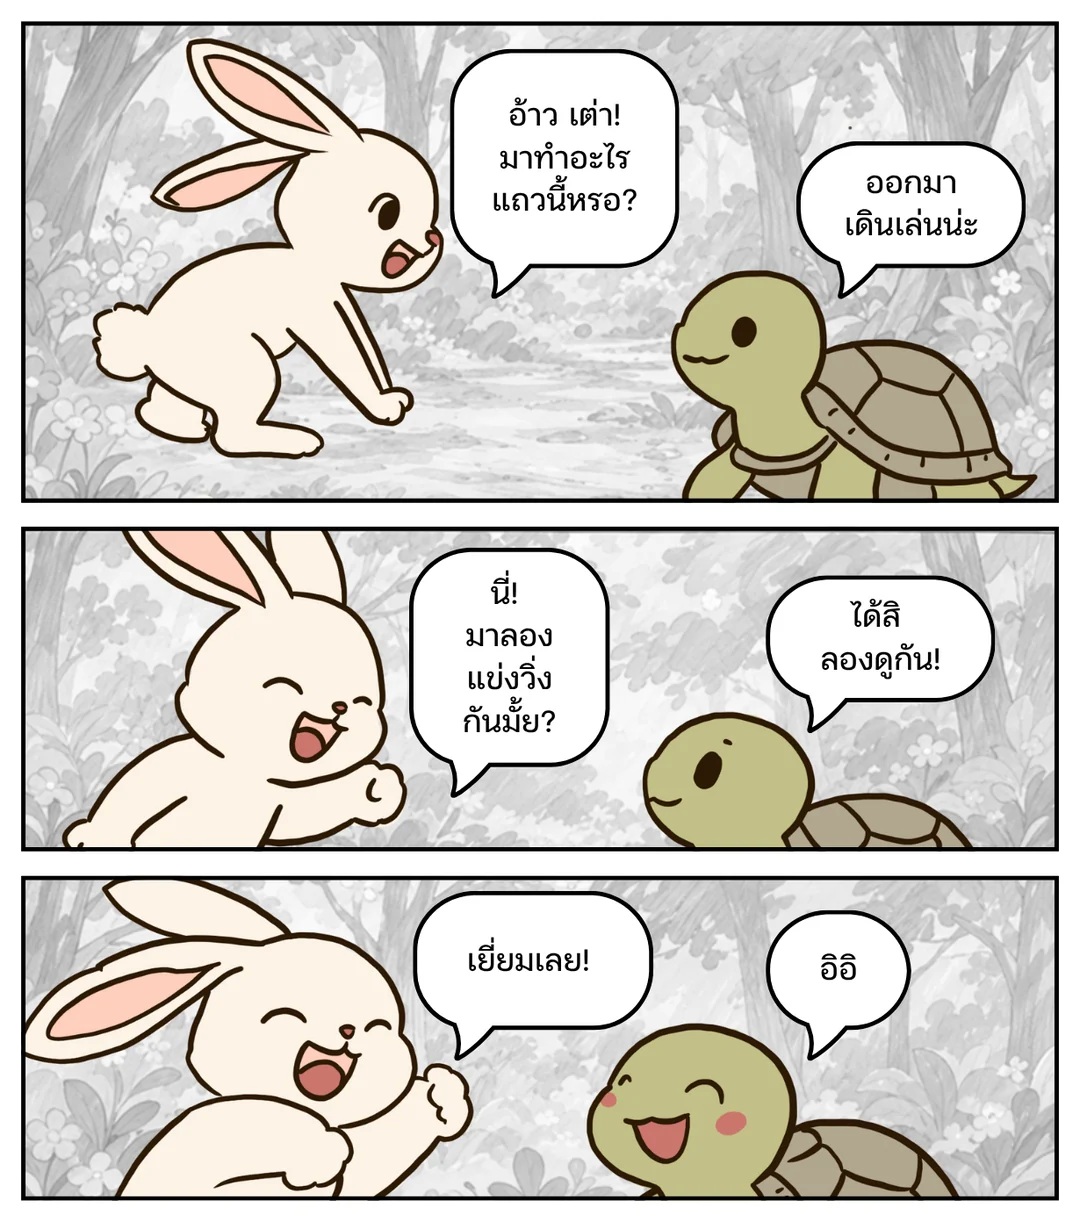 อ้าว เต่า!
มาทำอะไร
แถวนี้หรอ?
ออกมา
เดินเล่นน่ะ
นี่!
มาลอง
แข่งวิ่ง
กันมั้ย?
ได้สิ
ลองดูกัน!
เยี่ยมเลย!
อิอิ